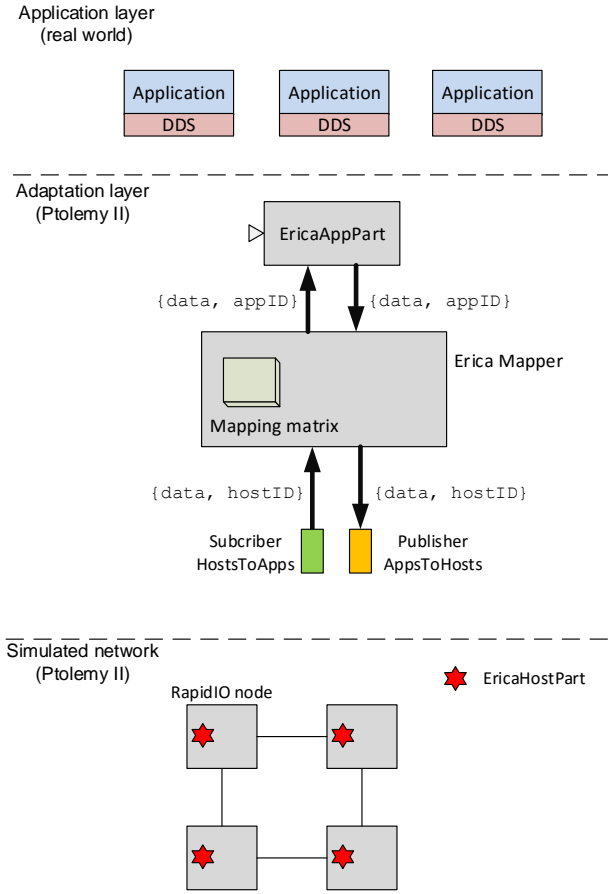 Application layer
(real world)
Application
DDS
Application
DDS
Application
DDS
Adaptation layer
(Ptolemy II)
EricaAppPart
{data, appID}
{data, appID}
Erica Mapper
Mapping matrix
{data, hostID}
{data, hostID}
Subcriber
HostsToApps
Publisher
AppsToHosts
Simulated network
(Ptolemy II)
EricaHostPart
RapidIO node